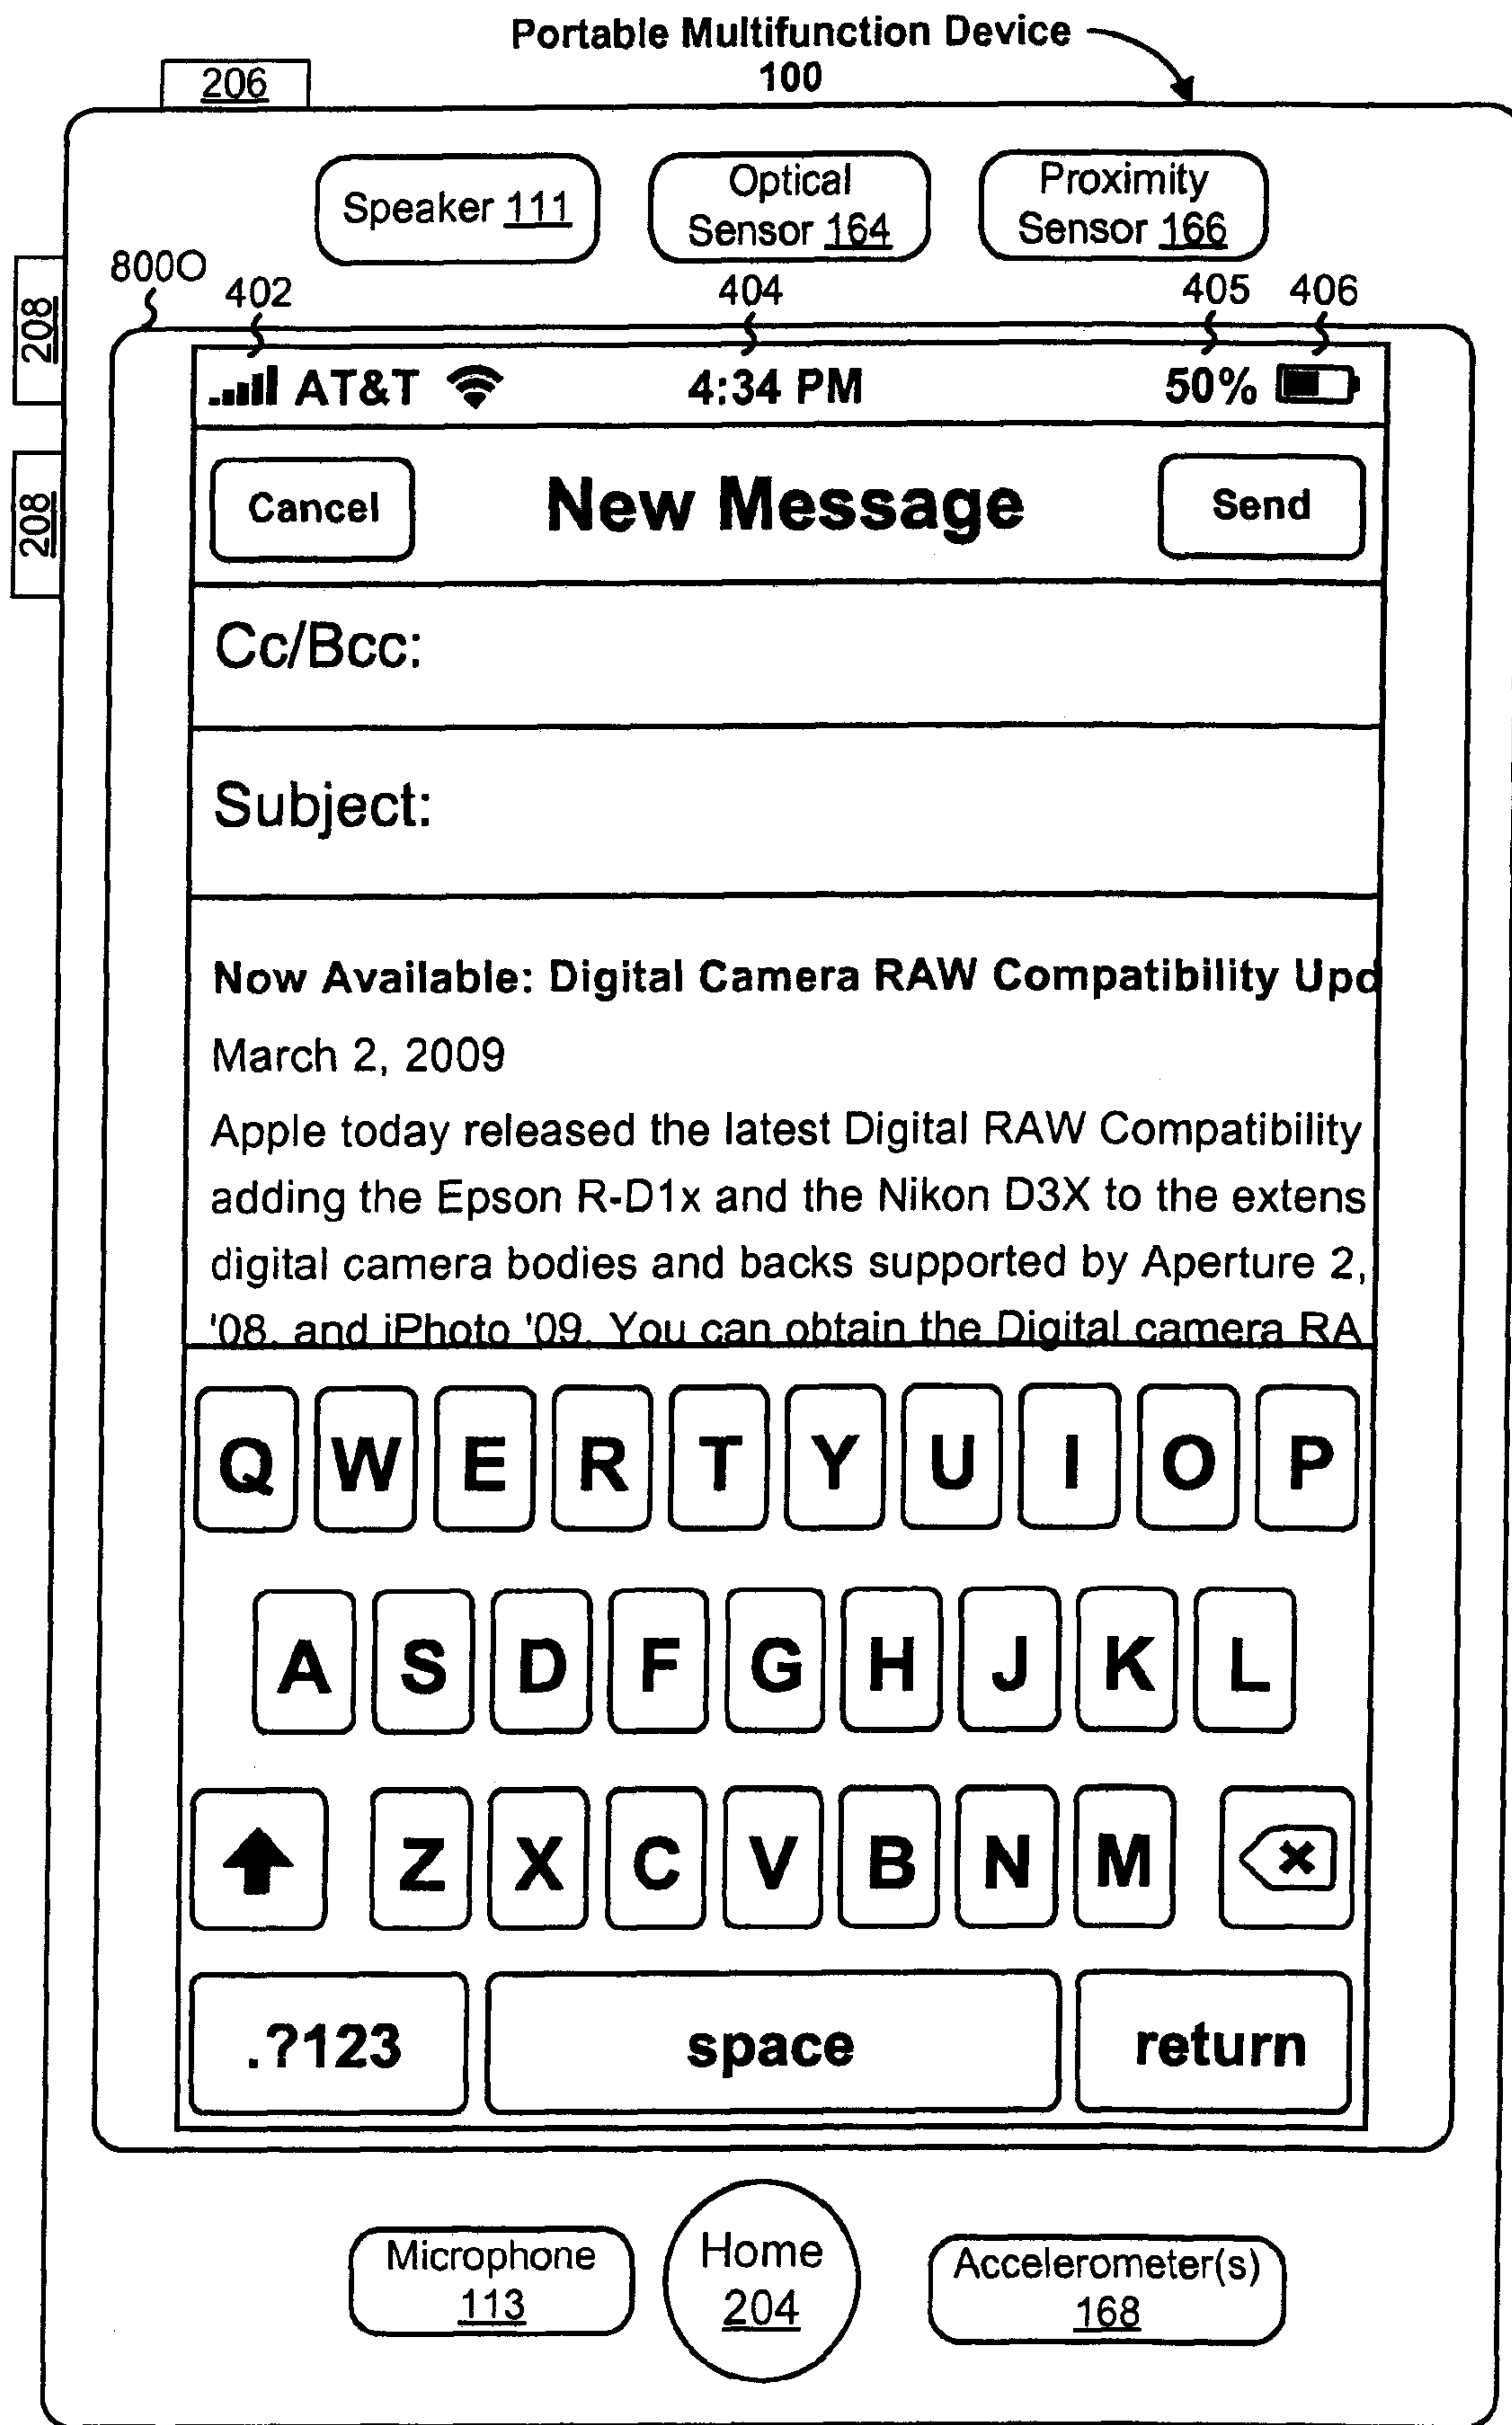 Portable Multifunction Device
100
206
Speaker 111
Optical
Sensor 164
Proximity
Sensor 166
208
208
800O
402
404
405
406
AT&T
4:34 PM
50%
Cancel
New Message
Send
Cc/Bcc:
Subject:
Now Available: Digital Camera RAW Compatibility Upd
March 2, 2009
Apple today released the latest Digital RAW Compatibility
adding the Epson R-D1x and the Nikon D3X to the extens
digital camera bodies and backs supported by Aperture 2,
'08, and iPhoto '09. You can obtain the Digital camera RA
Q W E R T Y U I O P
A S D F G H J K L
Z X C V B N M
.?123
space
return
Microphone
113
Home
204
Accelerometer(s)
168